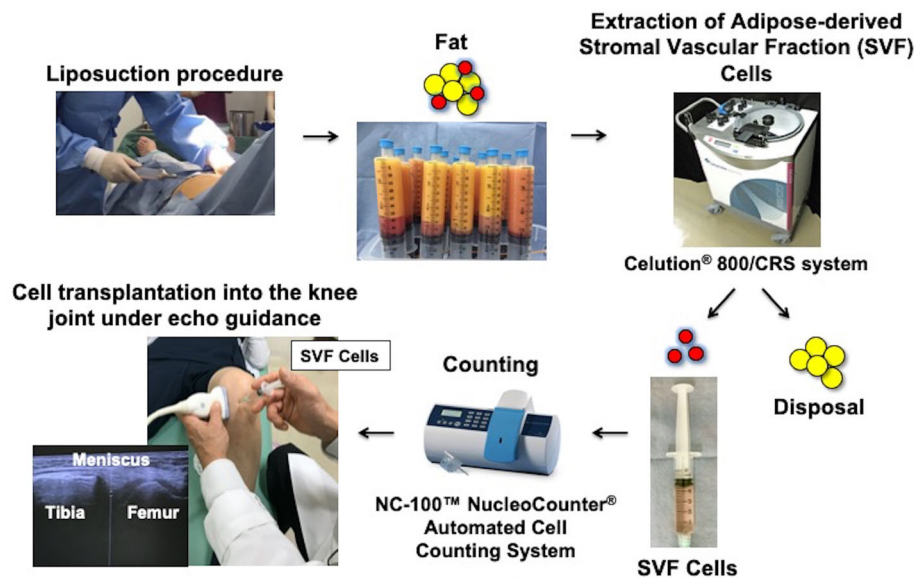 Liposuction procedure
Fat
Extraction of Adipose-derived
Stromal Vascular Fraction (SVF)
Cells
Celution® 800/CRS system
Disposal
SVF Cells
Counting
NC-100™ NucleoCounter®
Automated Cell
Counting System
Cell transplantation into the knee
joint under echo guidance
SVF Cells
Meniscus
Tibia
Femur